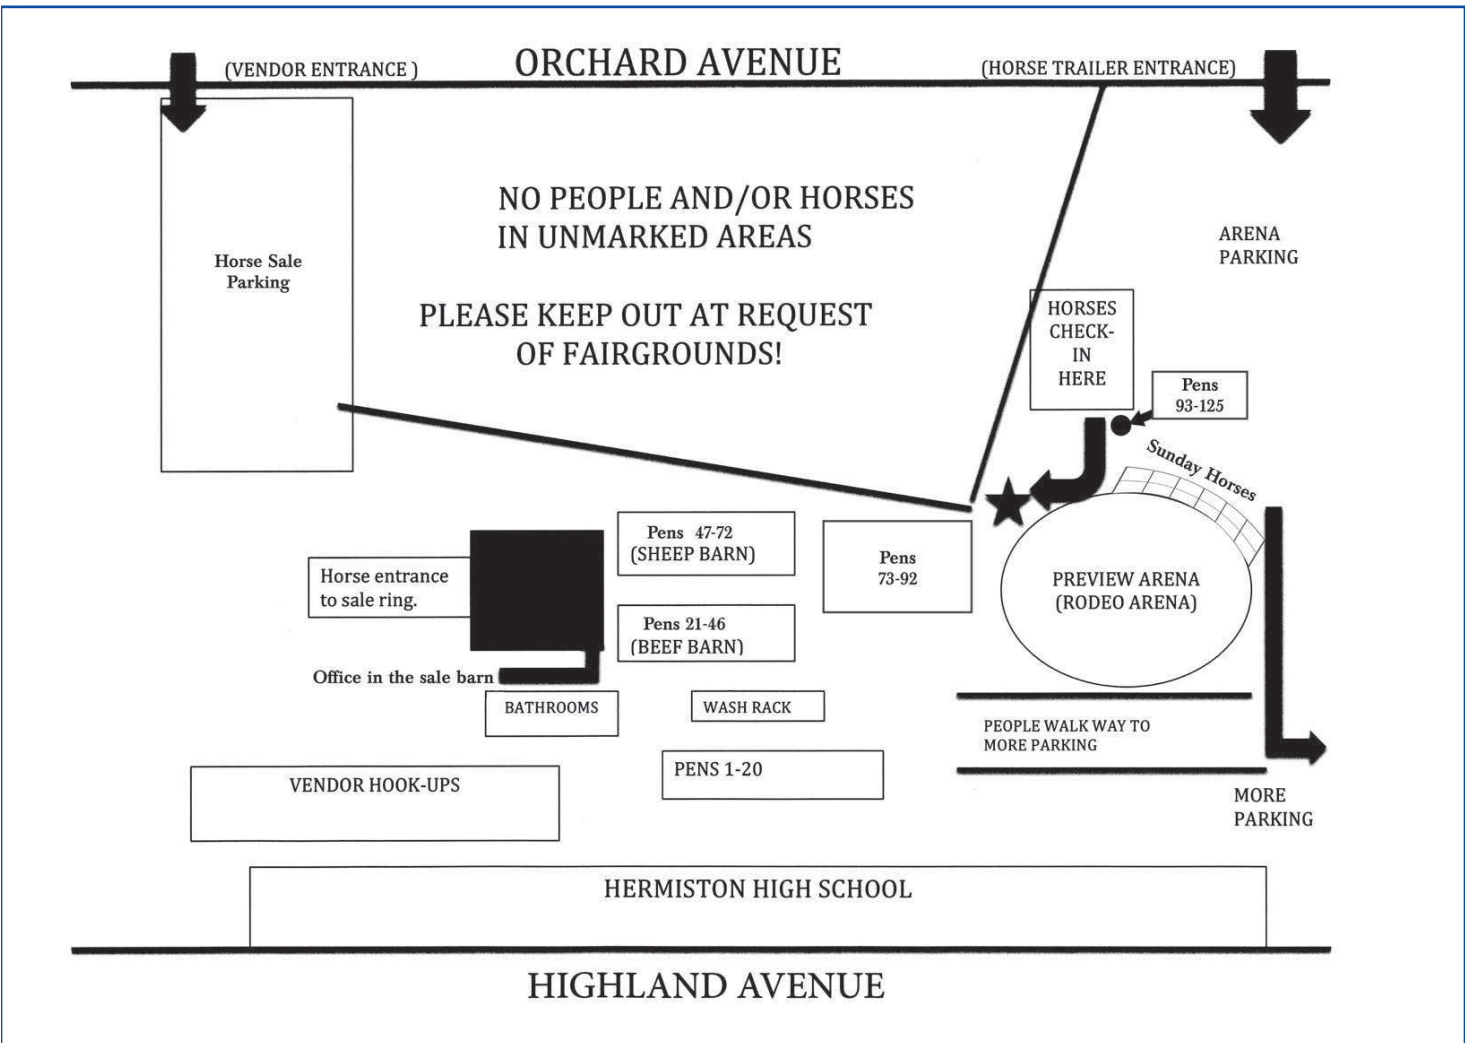 ORCHARD AVENUE
(VENDOR ENTRANCE )
(HORSE TRAILER ENTRANCE)
NO PEOPLE AND/OR HORSES
IN UNMARKED AREAS
ARENA
PARKING
Horse Sale
Parking
PLEASE KEEP OUT AT REQUEST
OF FAIRGROUNDS!
HORSES
CHECK-
IN
HERE
Pens
93-125
Sunday Horses
Pens 47-72
(SHEEP BARN)
Pens
73-92
Horse entrance
to sale ring.
PREVIEW ARENA
(RODEO ARENA)
Pens 21-46
(BEEF BARN)
Office in the sale barn
BATHROOMS
WASH RACK
PEOPLE WALK WAY TO
MORE PARKING
PENS 1-20
VENDOR HOOK-UPS
MORE
PARKING
HERMISTON HIGH SCHOOL
HIGHLAND AVENUE